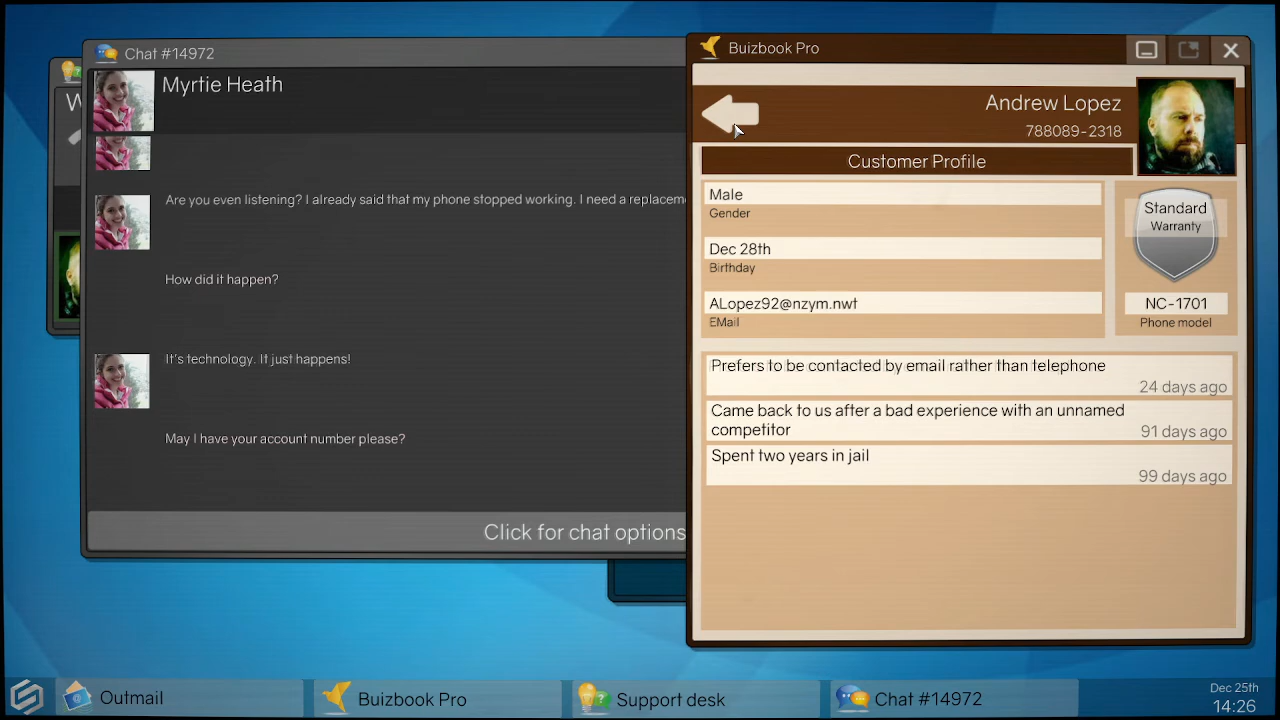 Chat #14972
Myrtie Heath
Are you even listening? I already said that my phone stopped working. I need a
How did it happen?
It's technology. It just happens!
May I have your account number please?
Click for chat options
Buizbook Pro
Andrew Lopez
788089-2318
Customer Profile
Male
Gender
Dec 28th
Birthday
ALopez92@nzym.nwt
EMail
Standard
Warranty
NC-1701
Phone model
Prefers to be contacted by email rather than telephone
24 days ago
Came back to us after a bad experience with an unnamed
competitor
91 days ago
Spent two years in jail
99 days ago
Outmail
Buizbook Pro
Support desk
Chat #14972
Dec 25th
14:26